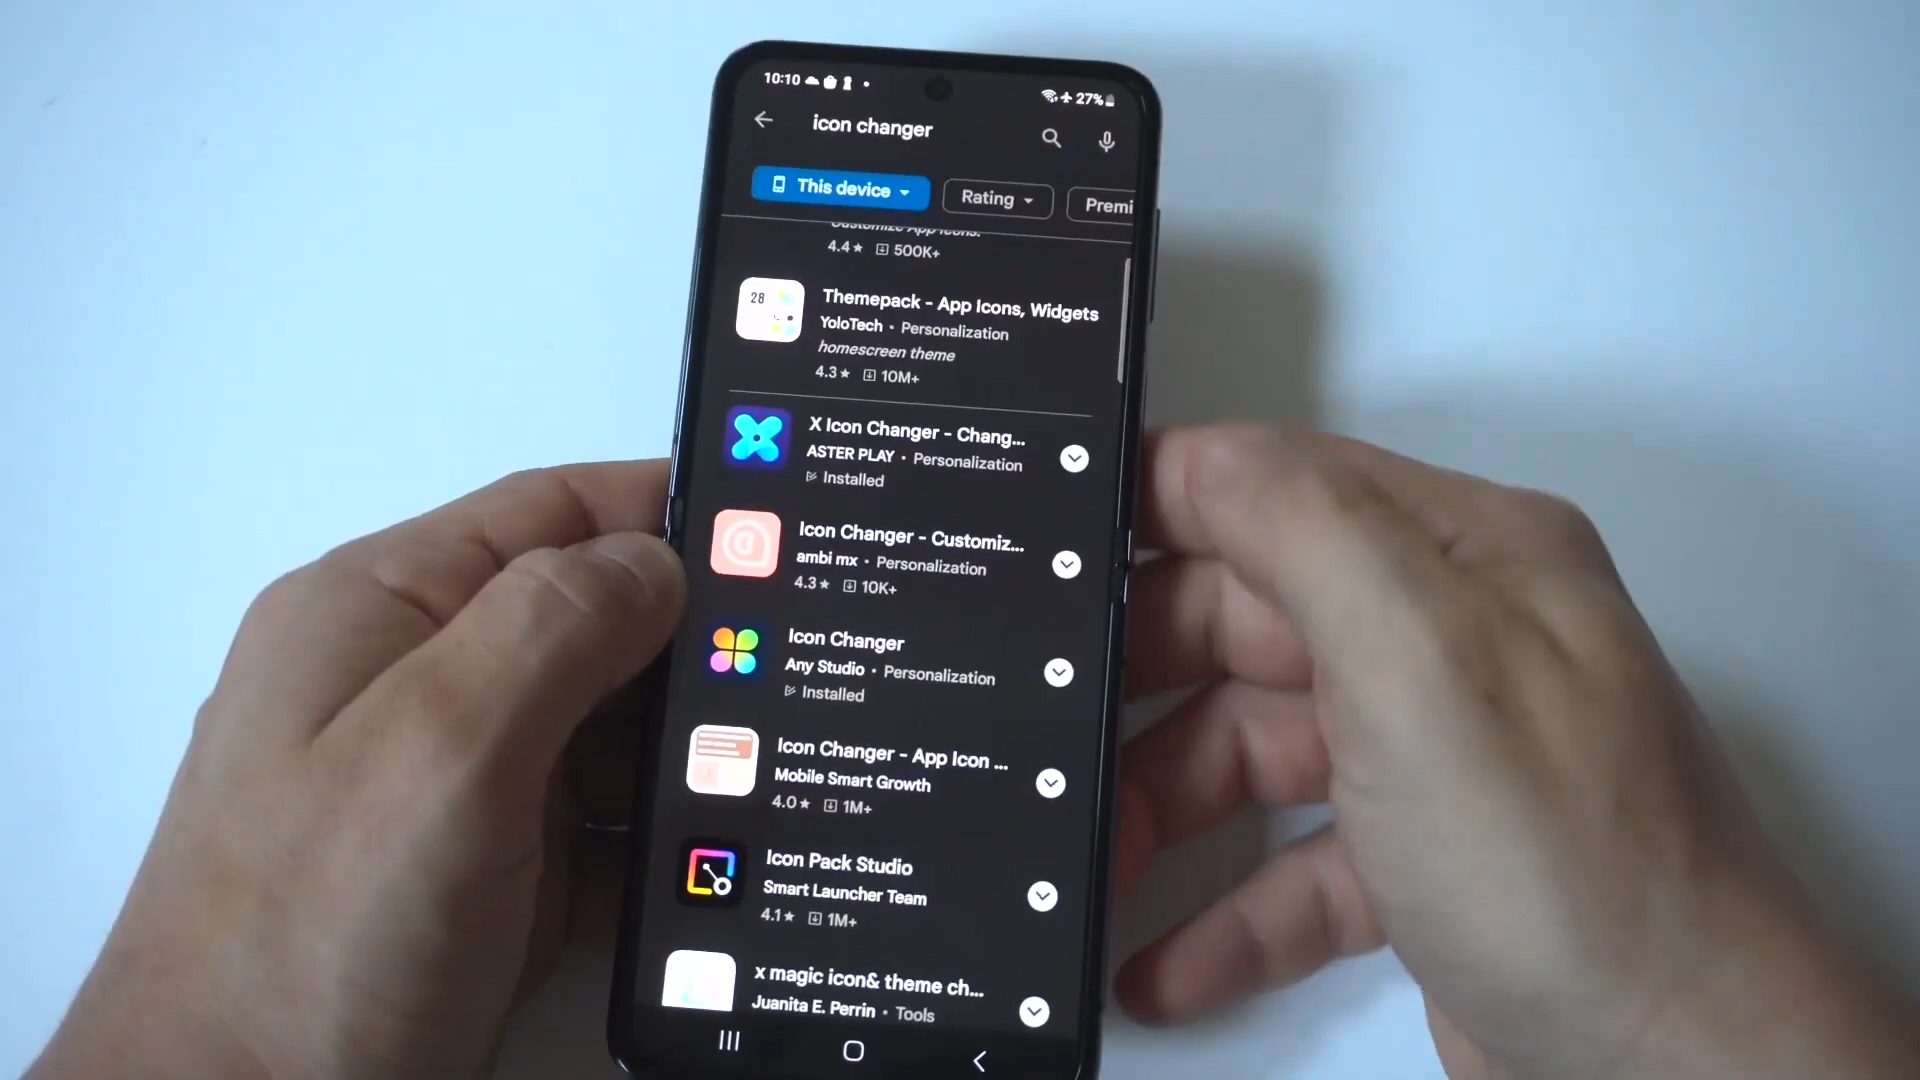 10:10
27%
icon changer
This device
Rating
Premi
Customize App Icons.
4.4★ 500K+
28
Themepack - App Icons, Widgets
YoloTech • Personalization
homescreen theme
4.3★ 10M+
X Icon Changer - Chang...
ASTER PLAY • Personalization
Installed
Icon Changer - Customiz...
ambi mx • Personalization
4.3★ 10K+
Icon Changer
Any Studio • Personalization
Installed
Icon Changer - App Icon ...
Mobile Smart Growth
4.0★ 1M+
Icon Pack Studio
Smart Launcher Team
4.1★ 1M+
x magic icon& theme ch...
Juanita E. Perrin • Tools